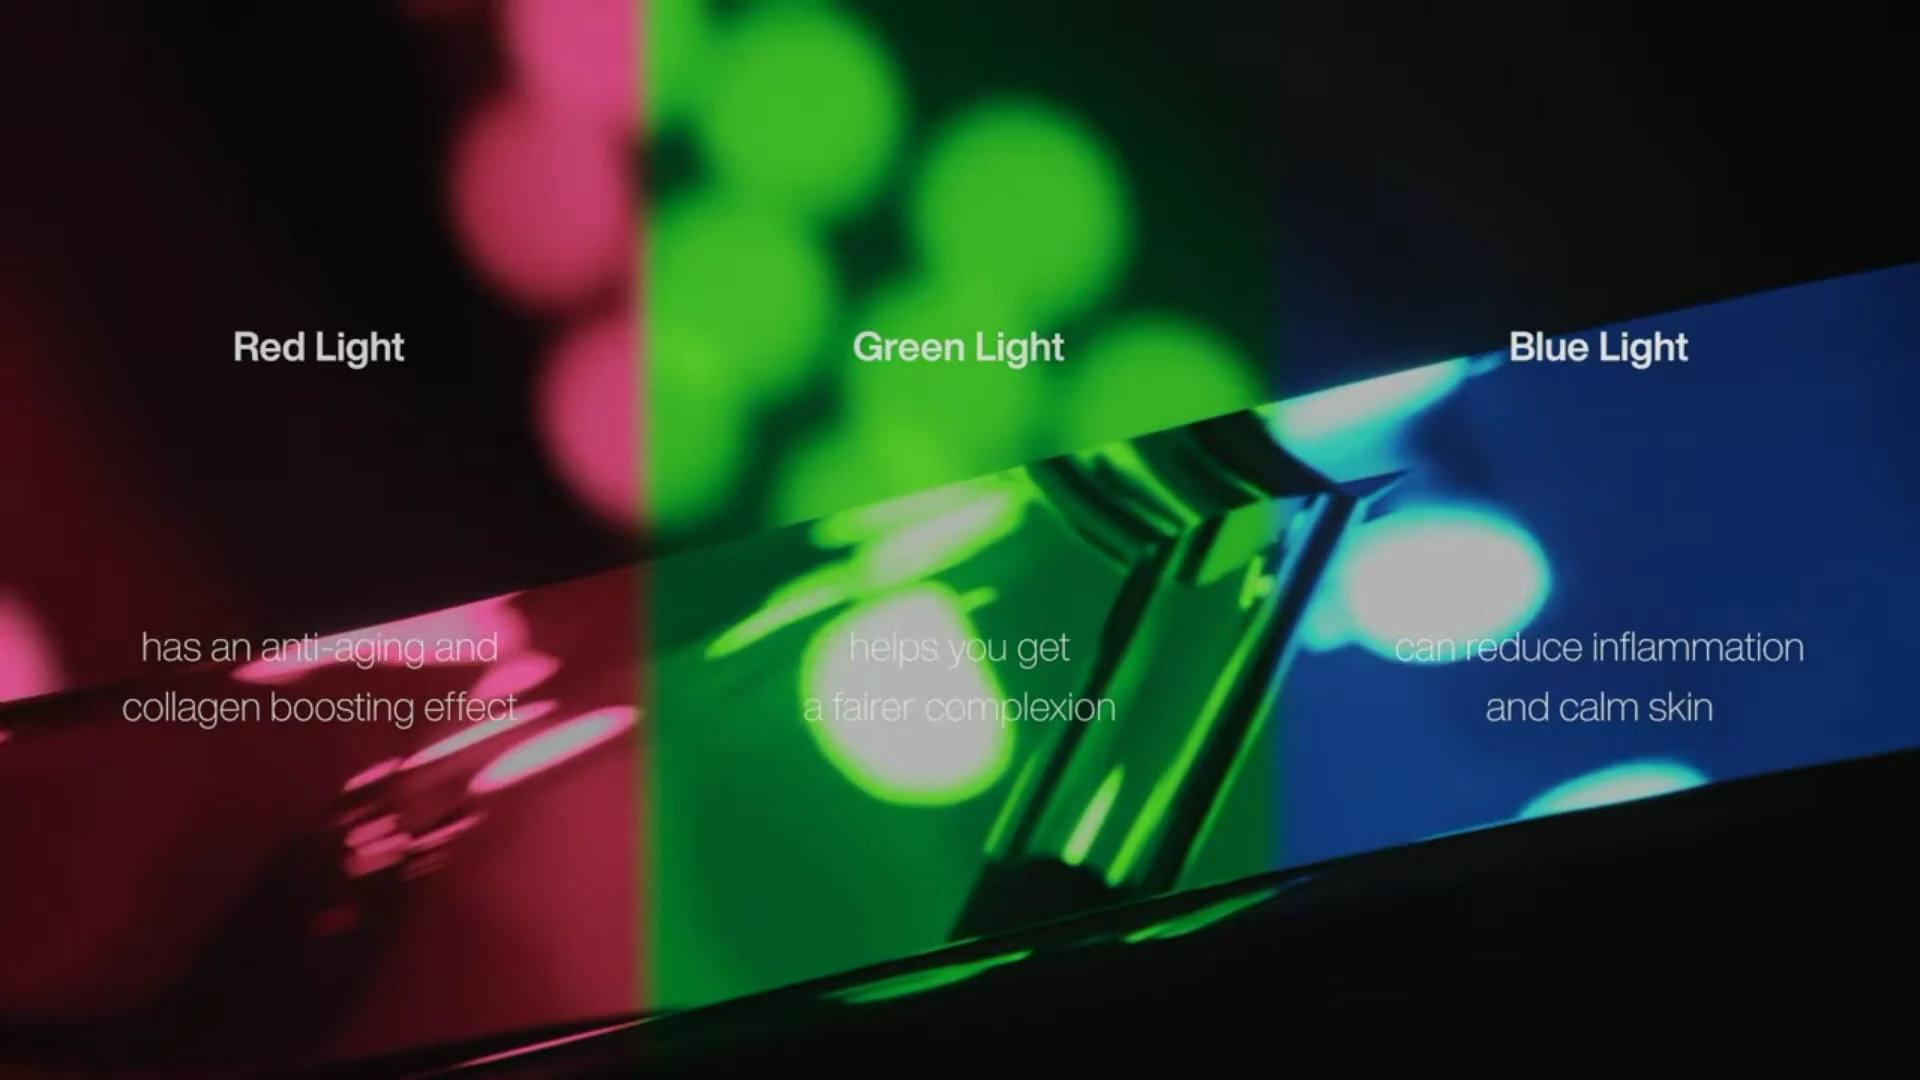 Red Light
has an anti-aging and
collagen boosting effect
Green Light
helps you get
a fairer complexion
Blue Light
can reduce inflammation
and calm skin